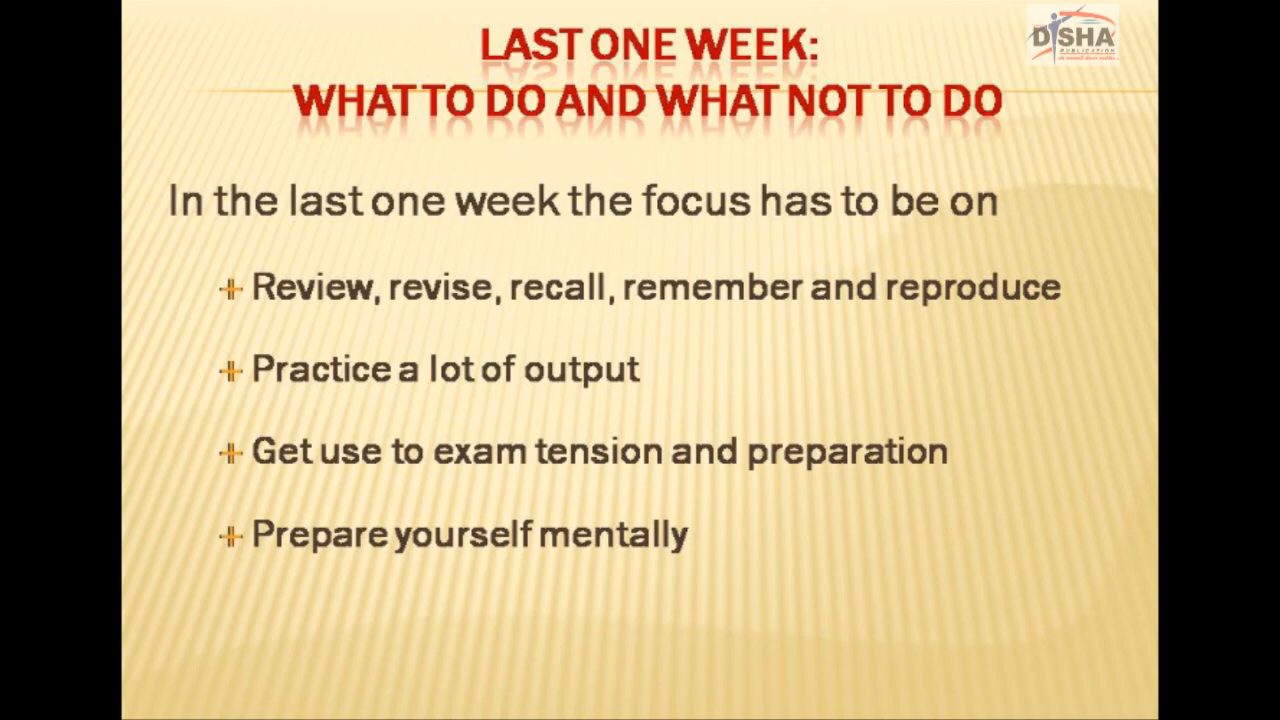 LAST ONE WEEK:
WHAT TO DO AND WHAT NOT TO DO
DISHA
PUBLICATION
In the last one week the focus has to be on
Review, revise, recall, remember and reproduce
Practice a lot of output
Get use to exam tension and preparation
Prepare yourself mentally